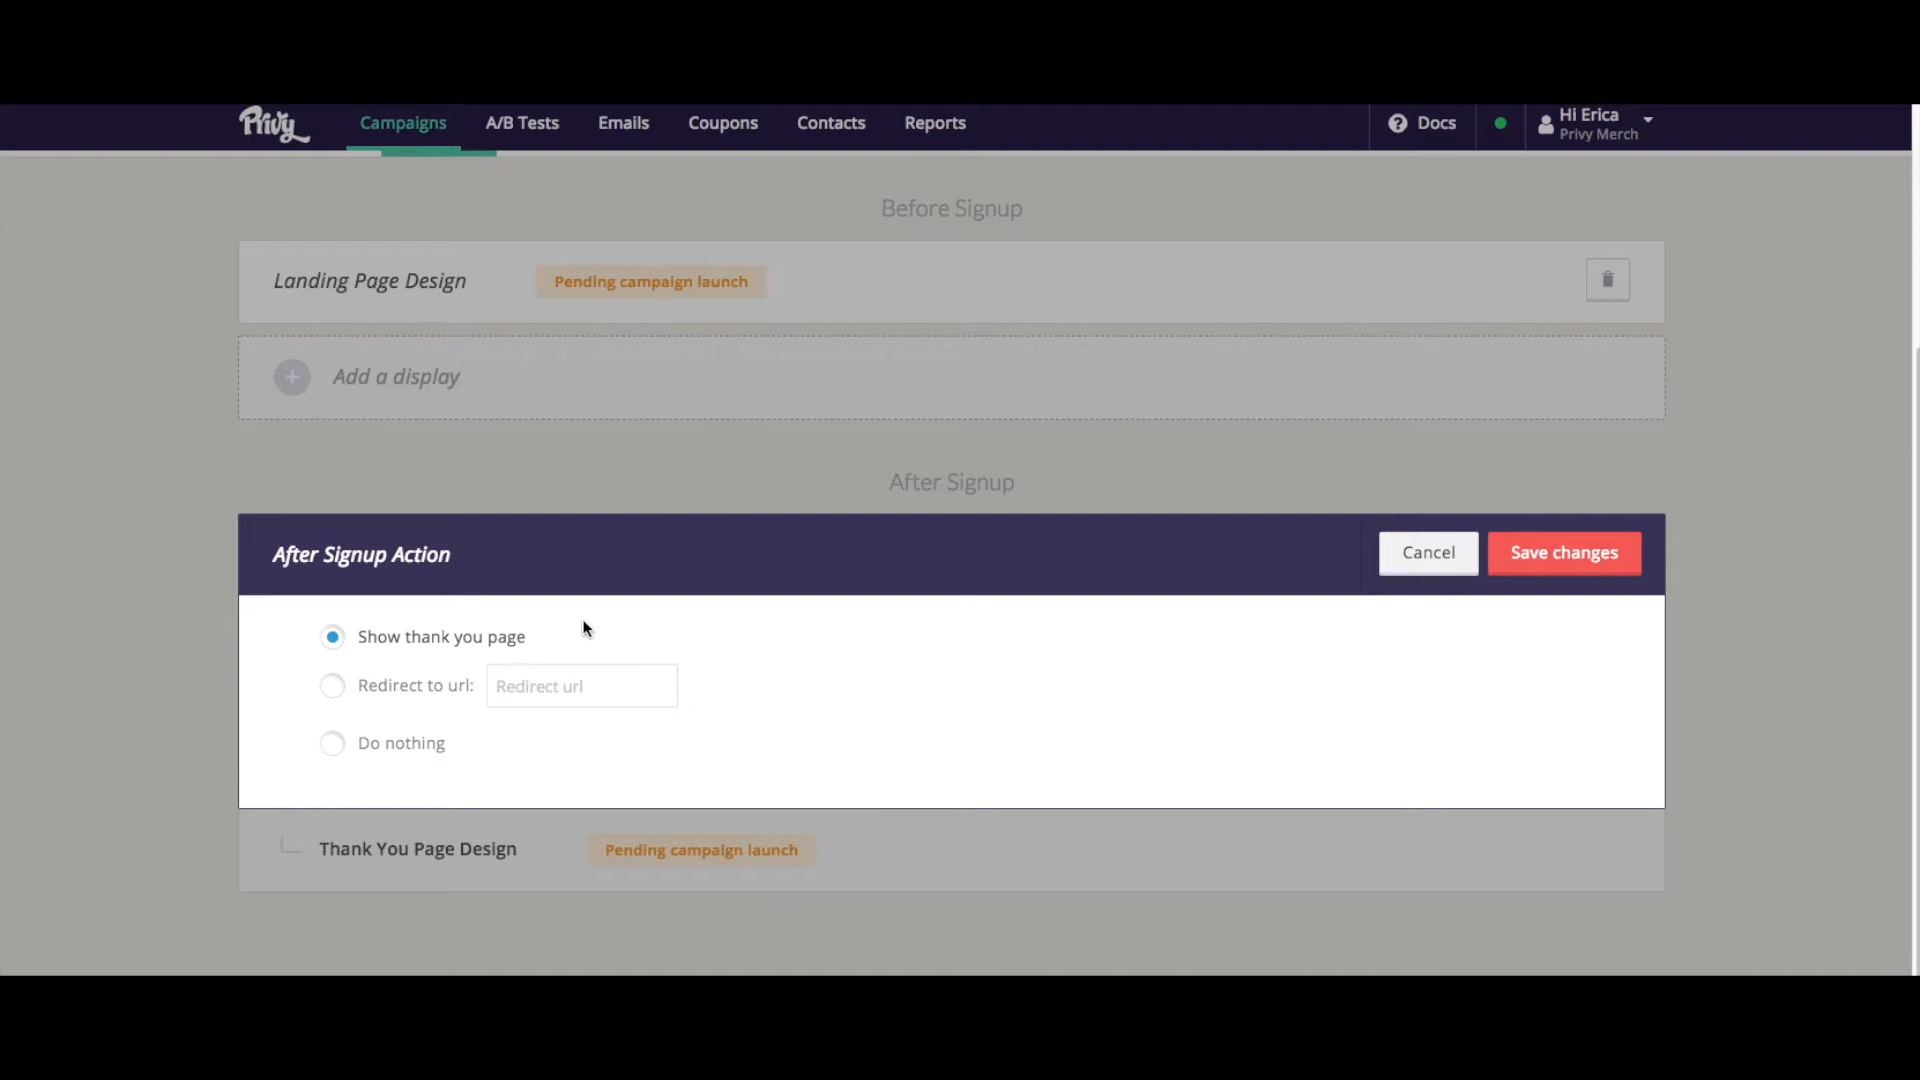 Privy
Campaigns
A/B Tests
Emails
Coupons
Contacts
Reports
Docs
Hi Erica
Privy Merch
Before Signup
Landing Page Design
Pending campaign launch
Add a display
After Signup
After Signup Action
Cancel
Save changes
Show thank you page
Redirect to url:
Redirect url
Do nothing
Thank You Page Design
Pending campaign launch